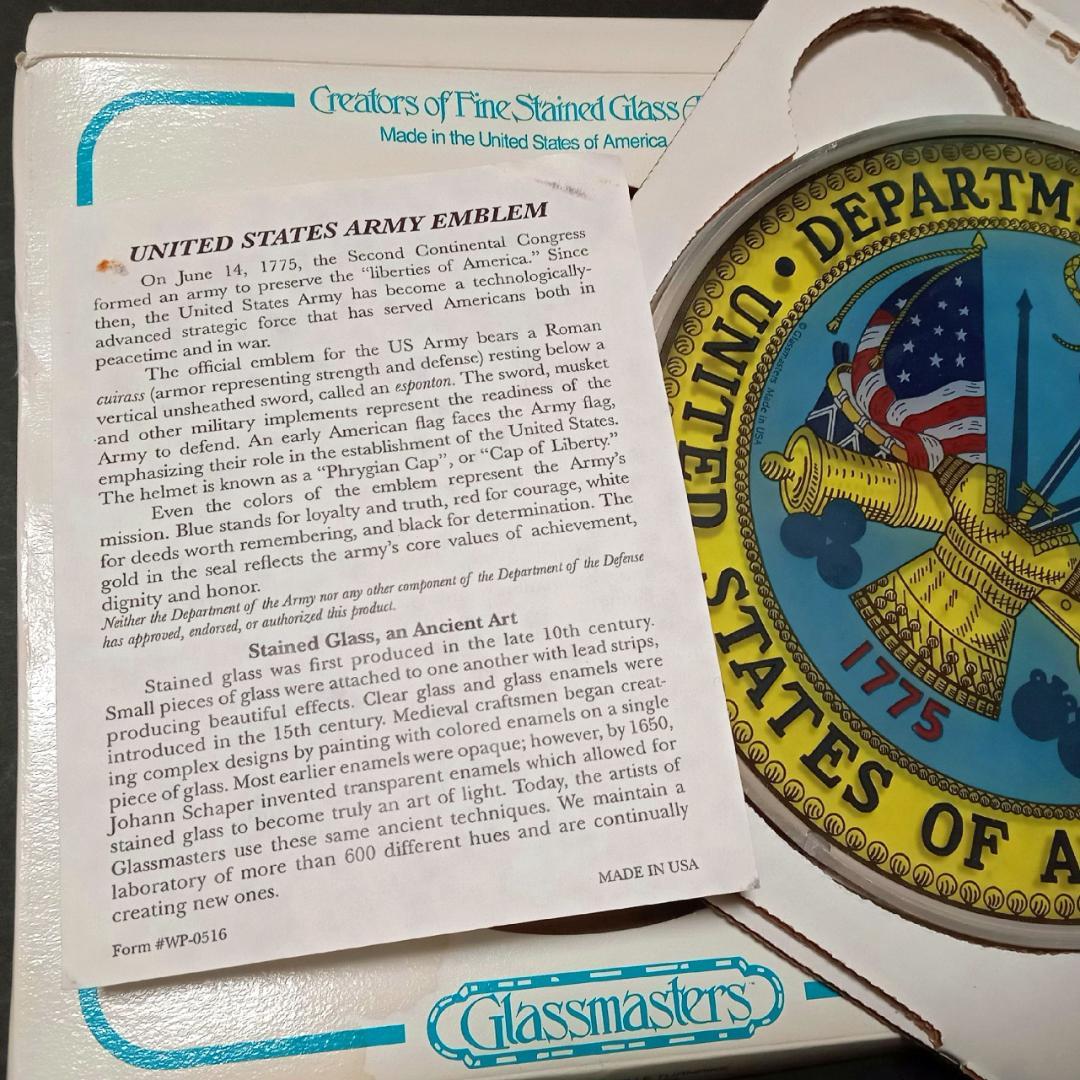 Creators of Fine Stained Glass
Made in the United States of America
UNITED STATES ARMY EMBLEM
On June 14, 1775, the Second Continental Congress
formed an army to preserve the “liberties of America.” Since
then, the United States Army has become a technologically-
advanced strategic force that has served Americans both in
peacetime and in war.
The official emblem for the US Army bears a Roman
cuirass (armor representing strength and defense) resting below a
vertical unsheathed sword, called an esponton. The sword, musket
and other military implements represent the readiness of the
Army to defend. An early American flag faces the Army flag,
emphasizing their role in the establishment of the United States.
The helmet is known as a “Phrygian Cap”, or “Cap of Liberty.”
Even the colors of the emblem represent the Army’s
mission. Blue stands for loyalty and truth, red for courage, white
for deeds worth remembering, and black for determination. The
gold in the seal reflects the army’s core values of achievement,
dignity and honor.
Neither the Department of the Army nor any other component of the Department of the Defense
has approved, endorsed, or authorized this product.
Stained Glass, an Ancient Art
Stained glass was first produced in the late 10th century.
Small pieces of glass were attached to one another with lead strips,
producing beautiful effects. Clear glass and glass enamels were
introduced in the 15th century. Medieval craftsmen began creat-
ing complex designs by painting with colored enamels on a single
piece of glass. Most earlier enamels were opaque; however, by 1650,
Johann Schaper invented transparent enamels which allowed for
stained glass to become truly an art of light. Today, the artists of
Glassmasters use these same ancient techniques. We maintain a
laboratory of more than 600 different hues and are continually
creating new ones.
MADE IN USA
Form #WP-0516
Glassmasters
• DEPARTM
UNITED STATES OF A
© Glassmasters Made in USA
1775